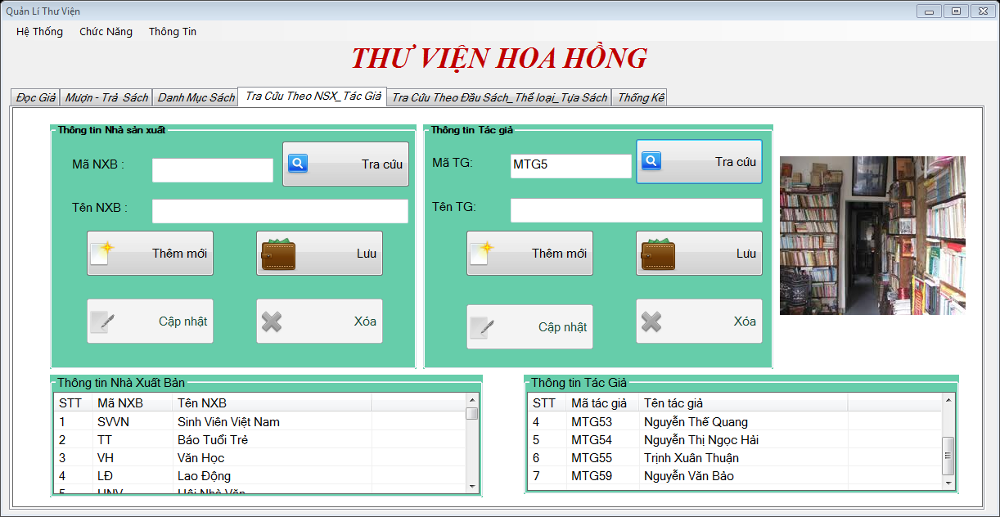 Quản Lí Thư Viện
Hệ Thống Chức Năng Thông Tin
THƯ VIỆN HOA HỒNG
Đọc Giả Mượn - Trả Sách Danh Mục Sách Tra Cứu Theo NSX_Tác Giả Tra Cứu Theo Đầu Sách_Thể loại_Tựa Sách Thống Kê
Thông tin Nhà sản xuất
Mã NXB :
Tra cứu
Tên NXB :
Thêm mới Lưu
Cập nhật Xóa
Thông tin Tác giả
Mã TG: MTG5
Tra cứu
Tên TG:
Thêm mới Lưu
Cập nhật Xóa
Thông tin Nhà Xuất Bản
STT Mã NXB Tên NXB
1 SVVN Sinh Viên Việt Nam
2 TT Báo Tuổi Trẻ
3 VH Văn Học
4 LĐ Lao Động
5 HNV Hội Nhà Văn
Thông tin Tác Giả
STT Mã tác giả Tên tác giả
4 MTG53 Nguyễn Thế Quang
5 MTG54 Nguyễn Thị Ngọc Hải
6 MTG55 Trịnh Xuân Thuận
7 MTG59 Nguyễn Văn Bảo